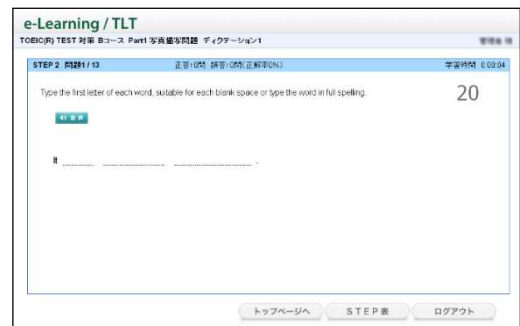 e-Learning / TLT
TOEIC(R) TEST 対策 Bコース Part1 写真描写問題 ディクテーション1
STEP 2 問題1 / 13 正答:0問 誤答:0問(正解率0%) 学習時間 0:00:04
Type the first letter of each word, suitable for each blank space or type the word in full spelling.
20
音声
It .
トップページへ STEP表 ログアウト